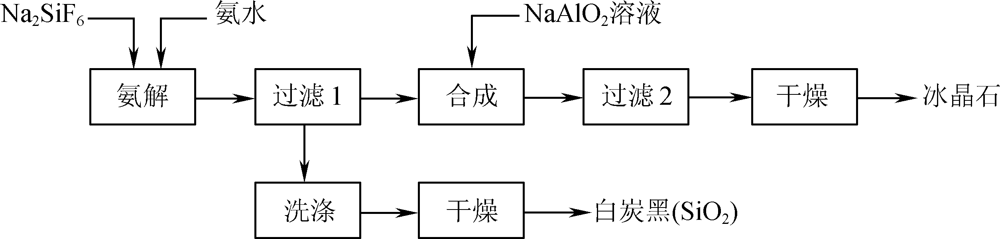 Na₂SiF₆ 氨水 NaAlO₂溶液
氨解 过滤1 合成 过滤2 干燥 冰晶石
洗涤 干燥 白炭黑(SiO₂)